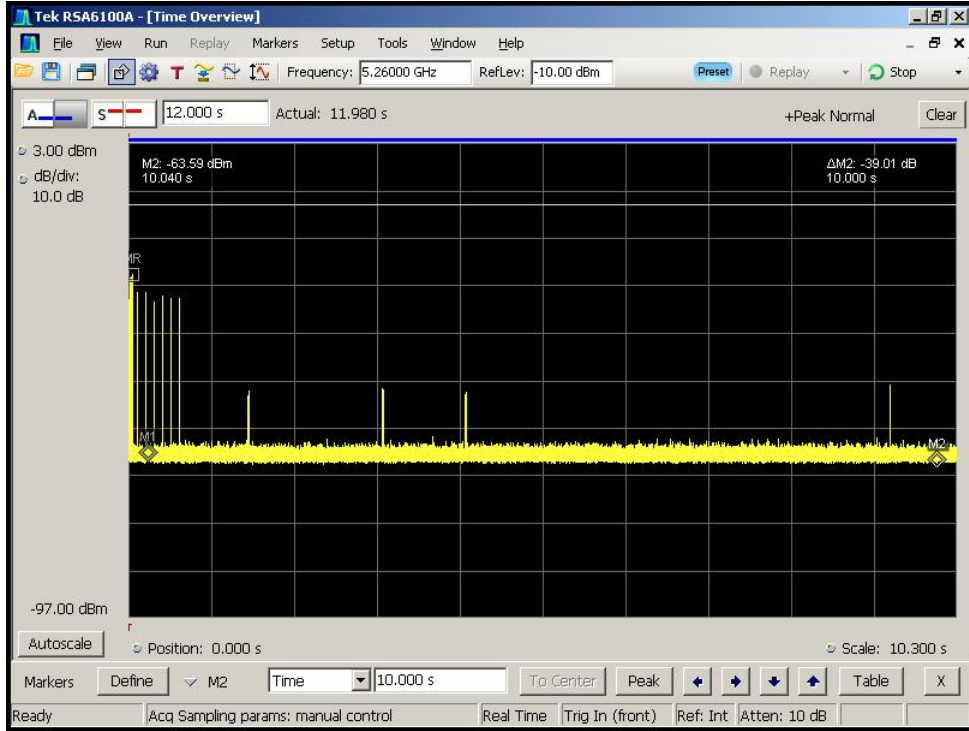 Tek RSA6100A - [Time Overview]
File View Run Replay Markers Setup Tools Window Help
Frequency: 5.26000 GHz RefLev: -10.00 dBm Preset Replay Stop
A S 12.000 s Actual: 11.980 s +Peak Normal Clear
3.00 dBm
dB/div:
10.0 dB
M2: -63.59 dBm
10.040 s
ΔM2: -39.01 dB
10.000 s
MR
M1
M2
-97.00 dBm
Autoscale Position: 0.000 s Scale: 10.300 s
Markers Define M2 Time 10.000 s To Center Peak Table X
Ready Acq Sampling params: manual control Real Time Trig In (front) Ref: Int Atten: 10 dB